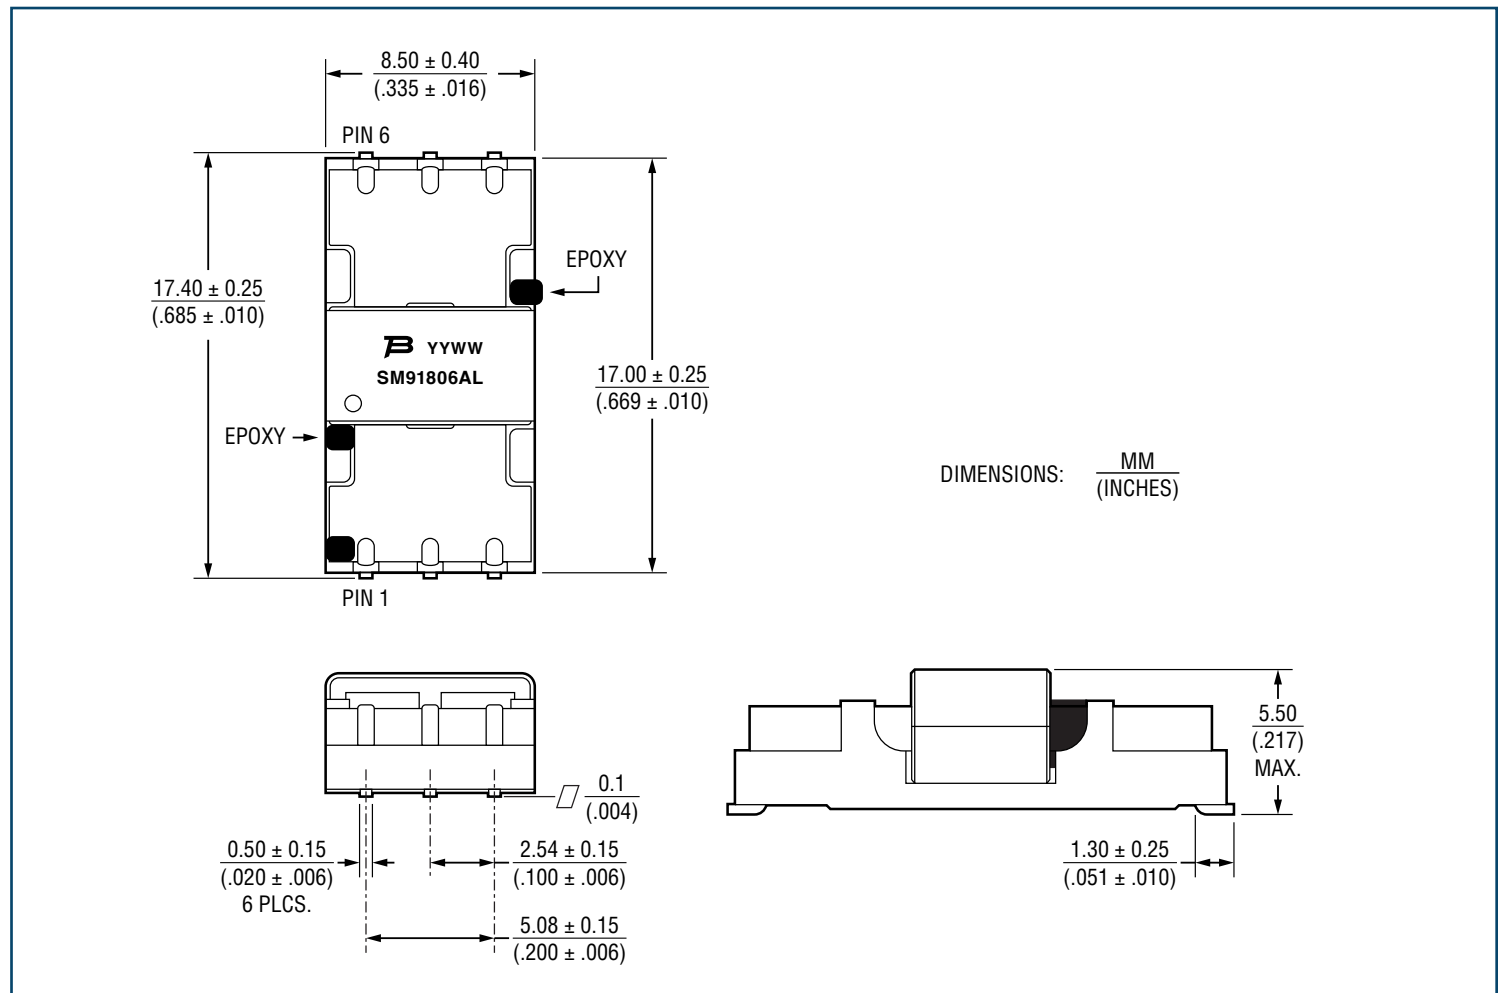 8.50 ± 0.40
(.335 ± .016)
PIN 6
EPOXY
17.40 ± 0.25
(.685 ± .010)
YYWW
SM91806AL
17.00 ± 0.25
(.669 ± .010)
EPOXY
PIN 1
DIMENSIONS:
MM
(INCHES)
0.1
(.004)
0.50 ± 0.15
(.020 ± .006)
6 PLCS.
2.54 ± 0.15
(.100 ± .006)
5.08 ± 0.15
(.200 ± .006)
5.50
(.217)
MAX.
1.30 ± 0.25
(.051 ± .010)